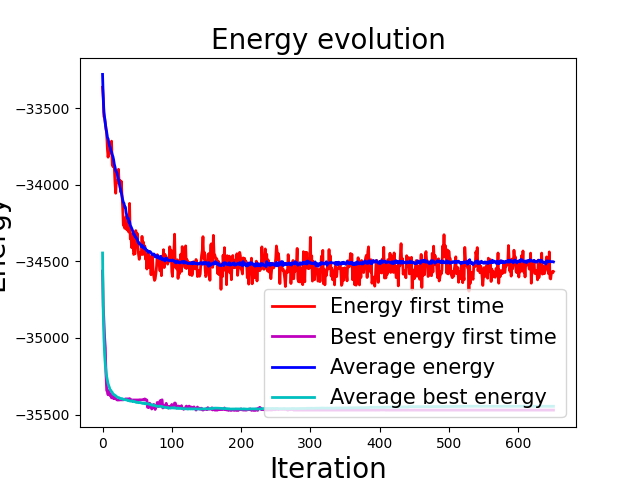 Energy evolution
Energy
−33500
−34000
−34500
−35000
−35500
0 100 200 300 400 500 600
Iteration
Energy first time
Best energy first time
Average energy
Average best energy